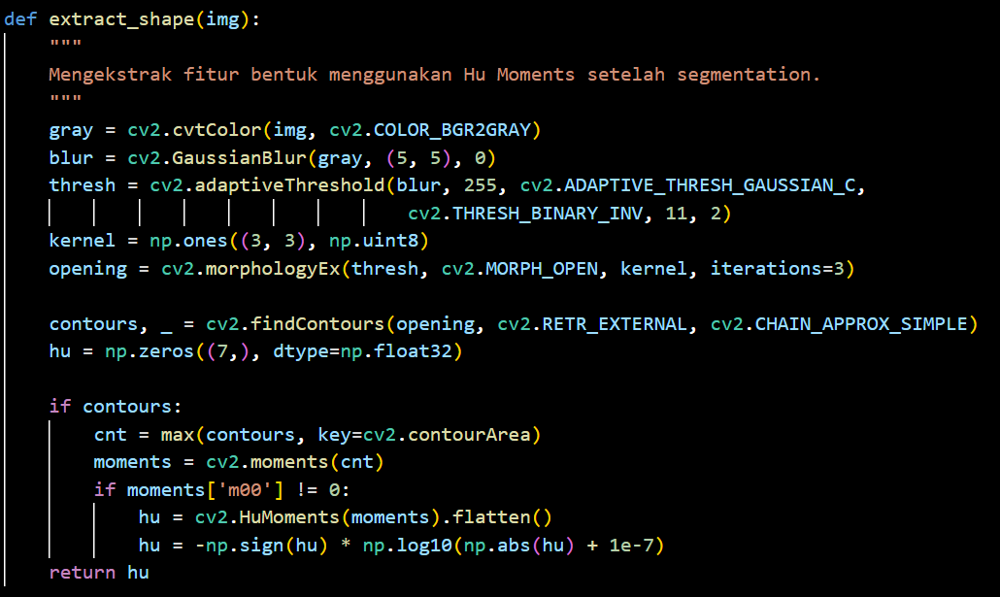 def extract_shape(img):
    """
    Mengekstrak fitur bentuk menggunakan Hu Moments setelah segmentation.
    """
    gray = cv2.cvtColor(img, cv2.COLOR_BGR2GRAY)
    blur = cv2.GaussianBlur(gray, (5, 5), 0)
    thresh = cv2.adaptiveThreshold(blur, 255, cv2.ADAPTIVE_THRESH_GAUSSIAN_C,
                                    cv2.THRESH_BINARY_INV, 11, 2)
    kernel = np.ones((3, 3), np.uint8)
    opening = cv2.morphologyEx(thresh, cv2.MORPH_OPEN, kernel, iterations=3)

    contours, _ = cv2.findContours(opening, cv2.RETR_EXTERNAL, cv2.CHAIN_APPROX_SIMPLE)
    hu = np.zeros((7,), dtype=np.float32)

    if contours:
        cnt = max(contours, key=cv2.contourArea)
        moments = cv2.moments(cnt)
        if moments['m00'] != 0:
            hu = cv2.HuMoments(moments).flatten()
            hu = -np.sign(hu) * np.log10(np.abs(hu) + 1e-7)
    return hu